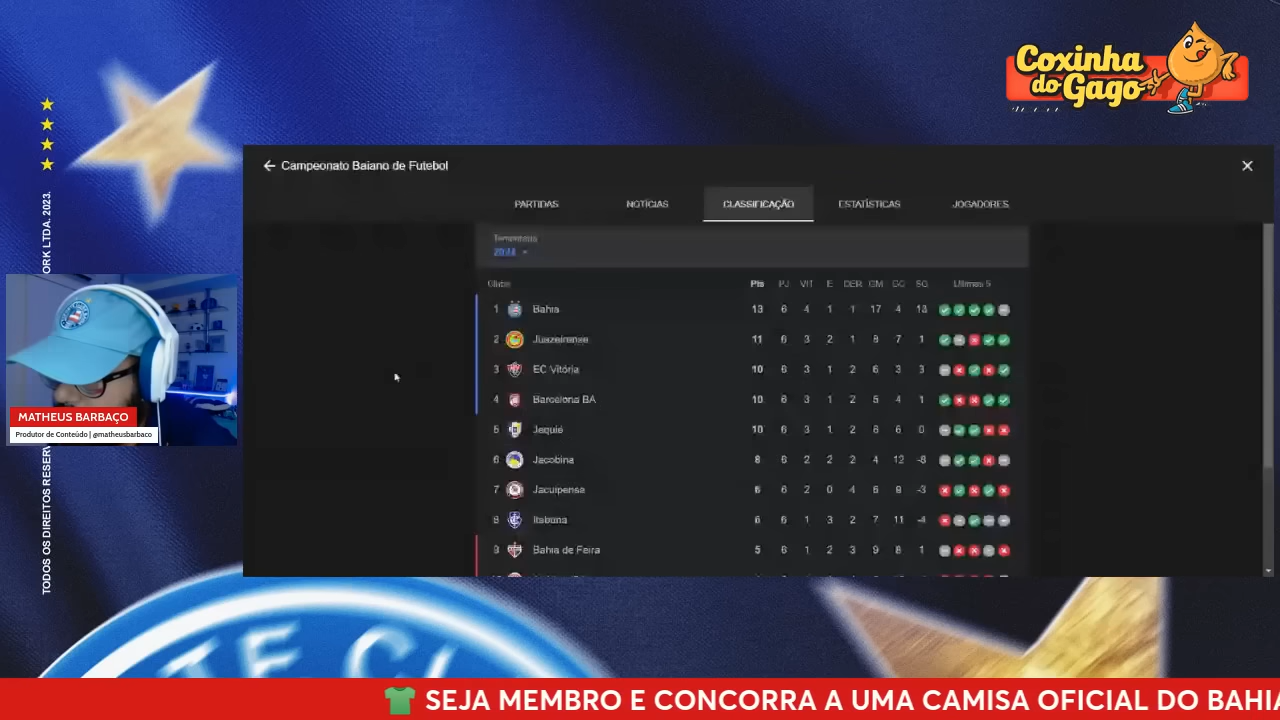 Coxinha
do Gago
← Campeonato Baiano de Futebol
PARTIDAS NOTÍCIAS CLASSIFICAÇÃO ESTATÍSTICAS JOGADORES
Temporada
Clube Pts PJ VIT E DER GM GC SG Últimas 5
1 Bahia 13 6 4 1 1 17 4 13
2 Juazeirense 11 6 3 2 1 8 7 1
3 EC Vitória 10 6 3 1 2 6 3 3
4 Barcelona BA 10 6 3 1 2 5 4 1
5 Jequié 10 6 3 1 2 6 6 0
6 Jacobina 8 6 2 2 2 4 12 -8
7 Jacuipense 6 6 2 0 4 6 9 -3
8 Itabuna 6 6 1 3 2 7 11 -4
9 Bahia de Feira 5 6 1 2 3 9 8 1
TODOS OS DIREITOS RESERV
ORK LTDA. 2023.
MATHEUS BARBAÇO
Produtor de Conteúdo | @matheusbarbaco
TE CL
SEJA MEMBRO E CONCORRA A UMA CAMISA OFICIAL DO BAHIA